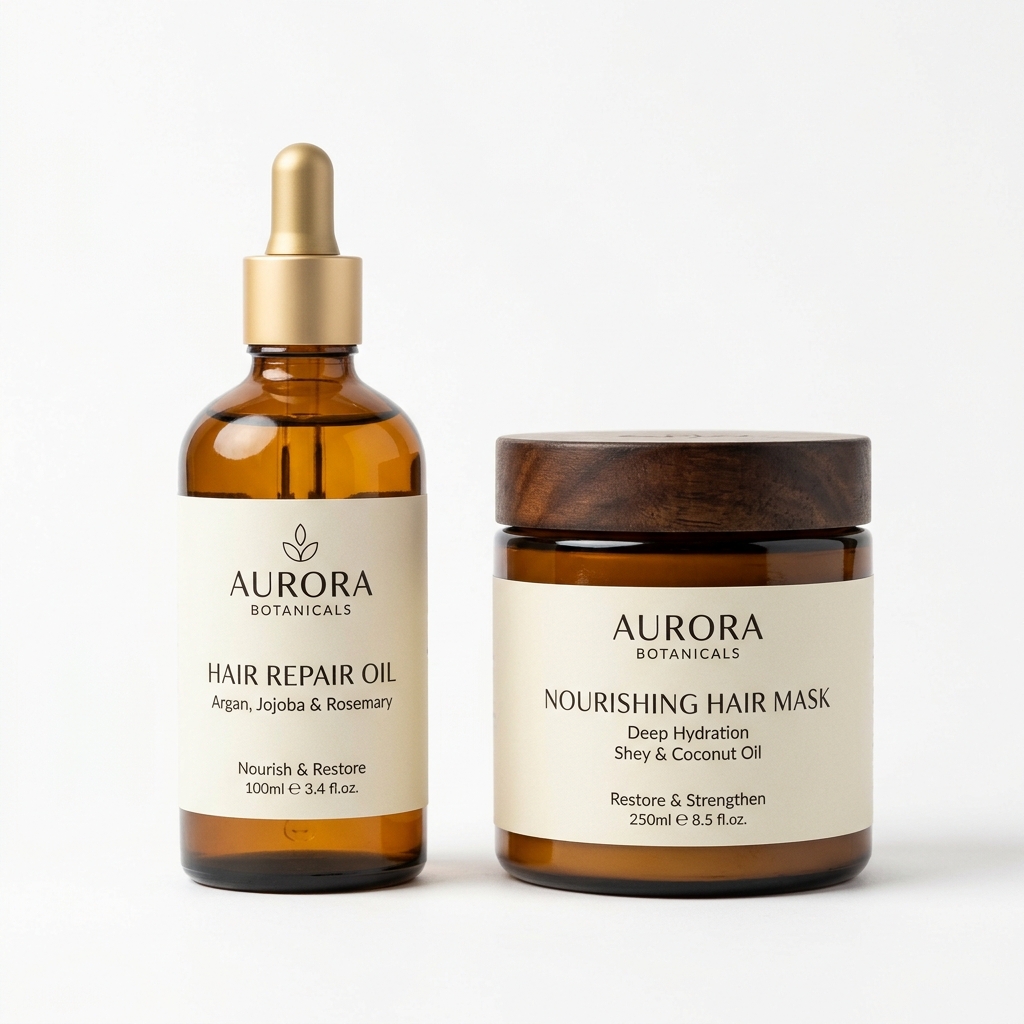 AURORA
BOTANICALS
HAIR REPAIR OIL
Argan, Jojoba & Rosemary
Nourish & Restore
100ml ℮ 3.4 fl.oz.
AURORA
BOTANICALS
NOURISHING HAIR MASK
Deep Hydration
Shey & Coconut Oil
Restore & Strengthen
250ml ℮ 8.5 fl.oz.